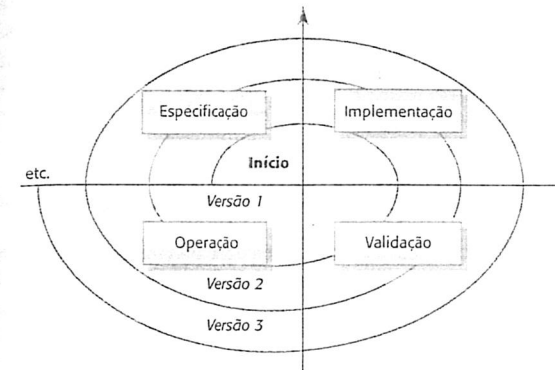 Especificação
Implementação
Início
etc.
Versão 1
Operação
Validação
Versão 2
Versão 3